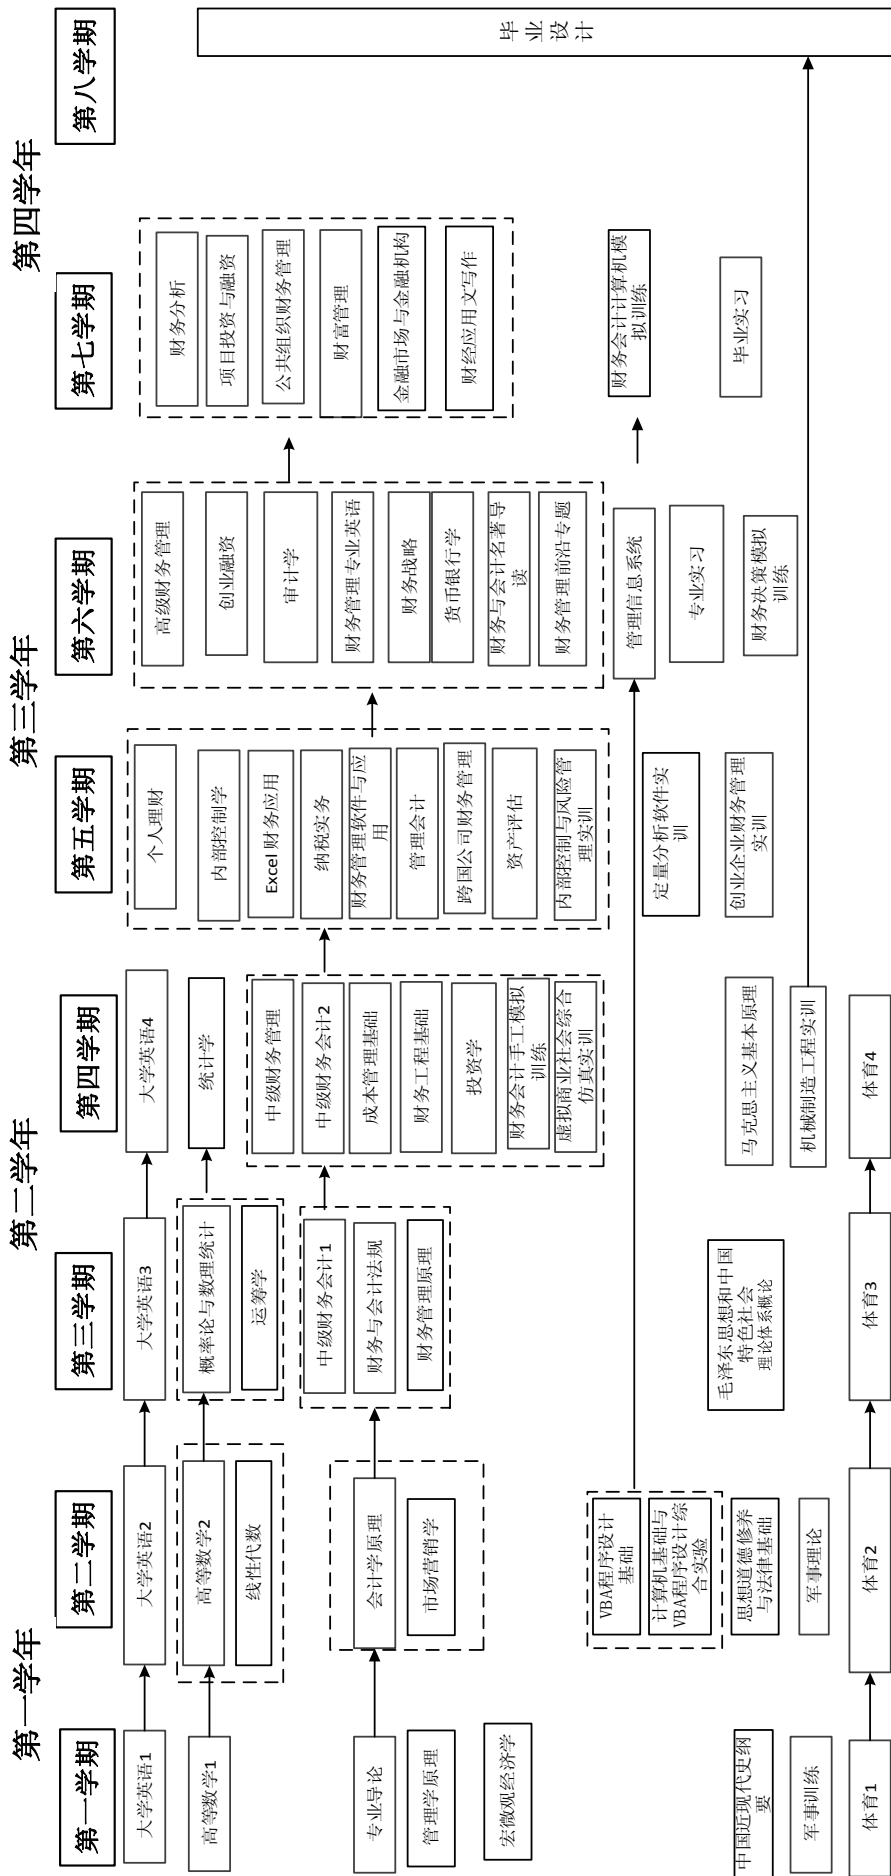 第一学年
第二学年
第三学年
第四学年
第一学期
第二学期
第三学期
第四学期
第五学期
第六学期
第七学期
第八学期
大学英语1
高等数学1
专业导论
管理学原理
宏微观经济学
中国近现代史纲
要
军事训练
体育1
大学英语2
高等数学2
线性代数
会计学原理
市场营销学
VBA程序设计
基础
计算机基础与
VBA程序设计综
合实验
思想道德修养
与法律基础
军事理论
体育2
大学英语3
概率论与数理统计
运筹学
中级财务会计1
财务与会计法规
财务管理原理
毛泽东思想和中国
特色社会
理论体系概论
体育3
大学英语4
统计学
中级财务管理
中级财务会计2
成本管理基础
财务工程基础
投资学
财务会计手工模拟
训练
虚拟商业社会综合
仿真实训
马克思主义基本原理
机械制造工程实训
体育4
个人理财
内部控制学
Excel 财务应用
纳税实务
财务管理软件与应
用
管理会计
跨国公司财务管理
资产评估
内部控制与风险管
理实训
定量分析软件实
训
创业企业财务管理
实训
高级财务管理
创业融资
审计学
财务管理专业英语
财务战略
货币银行学
财务与会计名著导
读
财务管理前沿专题
管理信息系统
专业实习
财务决策模拟
训练
财务分析
项目投资与融资
公共组织财务管理
财富管理
金融市场与金融机构
财经应用文写作
财务会计计算机模
拟训练
毕业实习
毕业设计